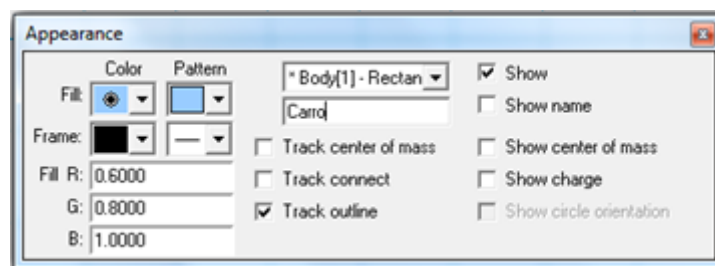 Appearance
Color Pattern
Fill:
Frame:
Fill R: 0.6000
G: 0.8000
B: 1.0000
* Body[1] - Rectan
Carro
Track center of mass
Track connect
Track outline
Show
Show name
Show center of mass
Show charge
Show circle orientation